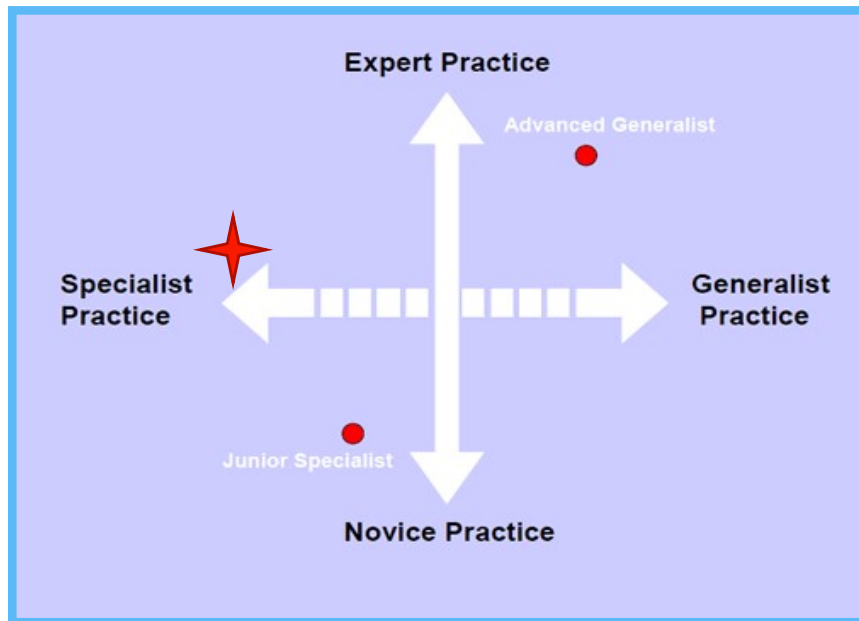 Expert Practice
Advanced Generalist
Specialist
Practice
Generalist
Practice
Junior Specialist
Novice Practice